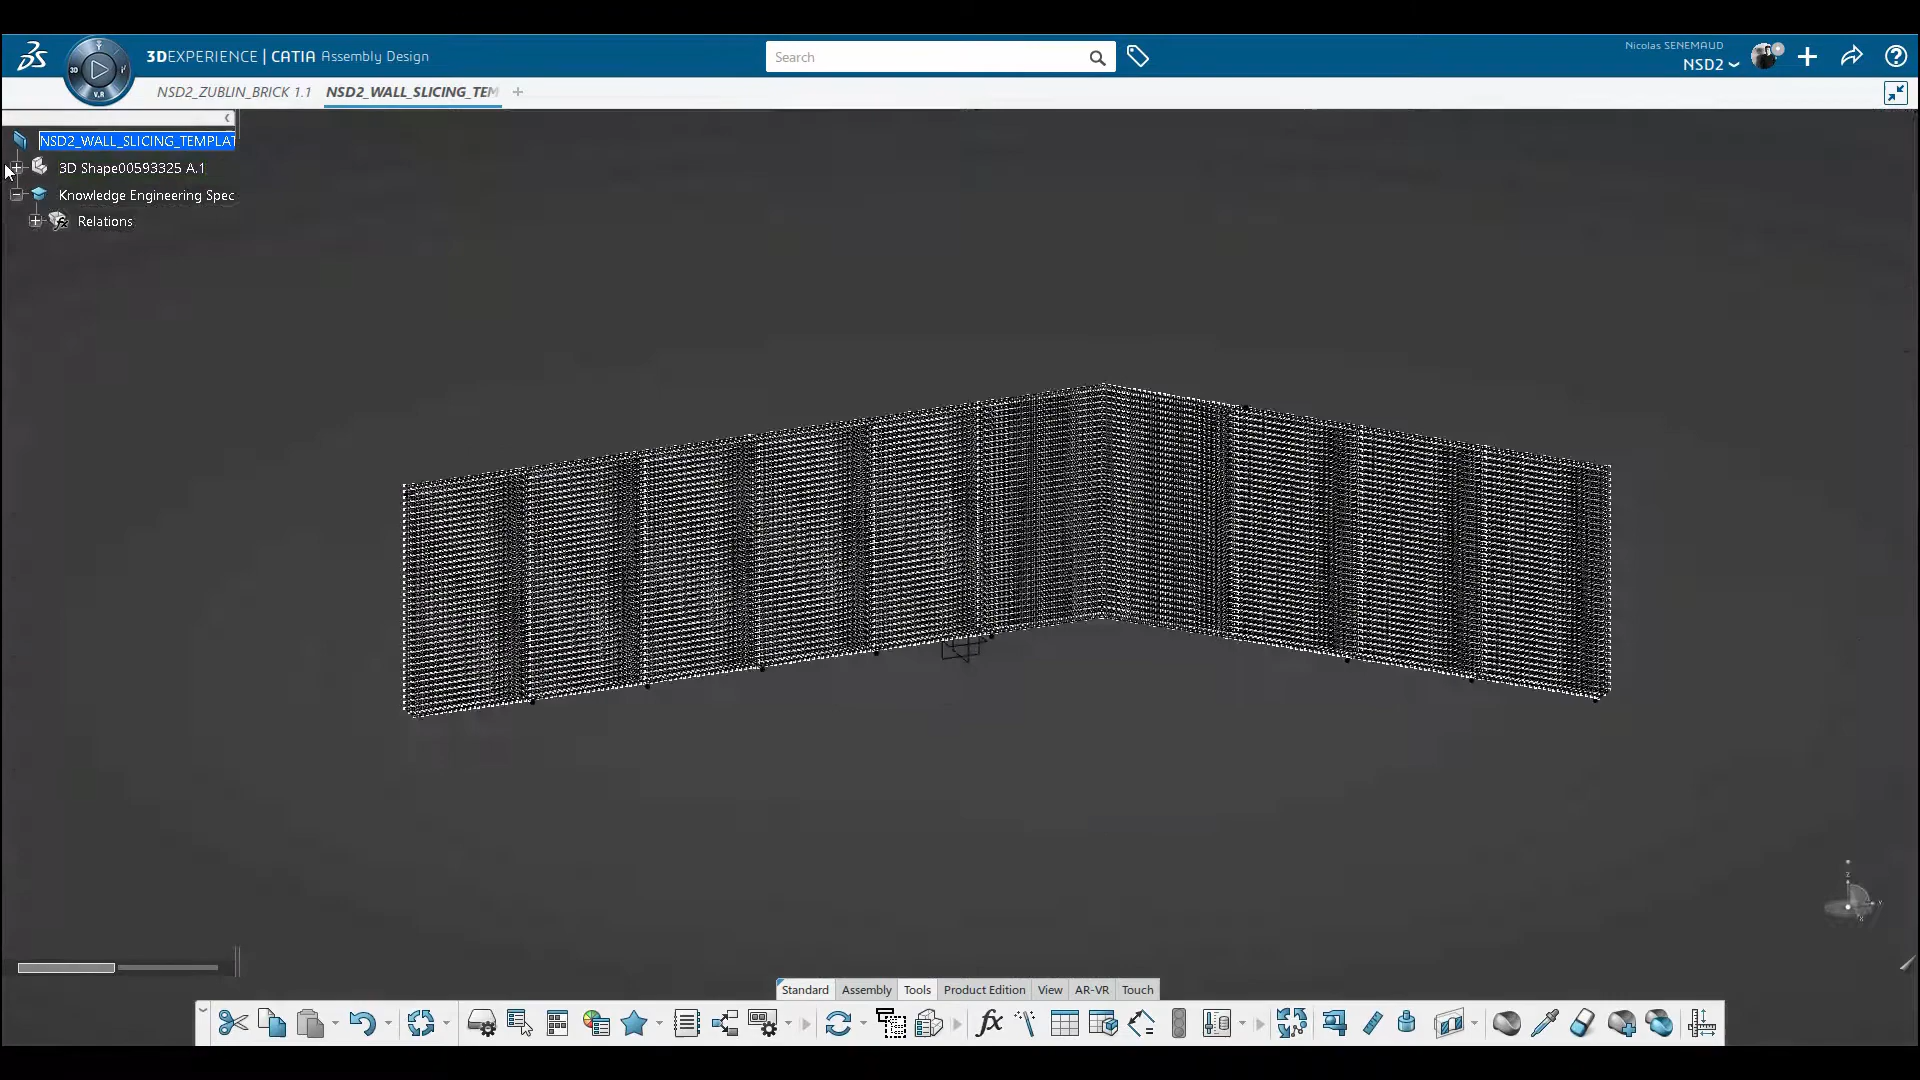 3DEXPERIENCE | CATIA Assembly Design
Search
Nicolas SENEMAUD
NSD2
NSD2_ZUBLIN_BRICK 1.1
NSD2_WALL_SLICING_TEM
NSD2_WALL_SLICING_TEMPLAT
3D Shape00593325 A.1
Knowledge Engineering Spec
Relations
Standard Assembly Tools Product Edition View AR-VR Touch